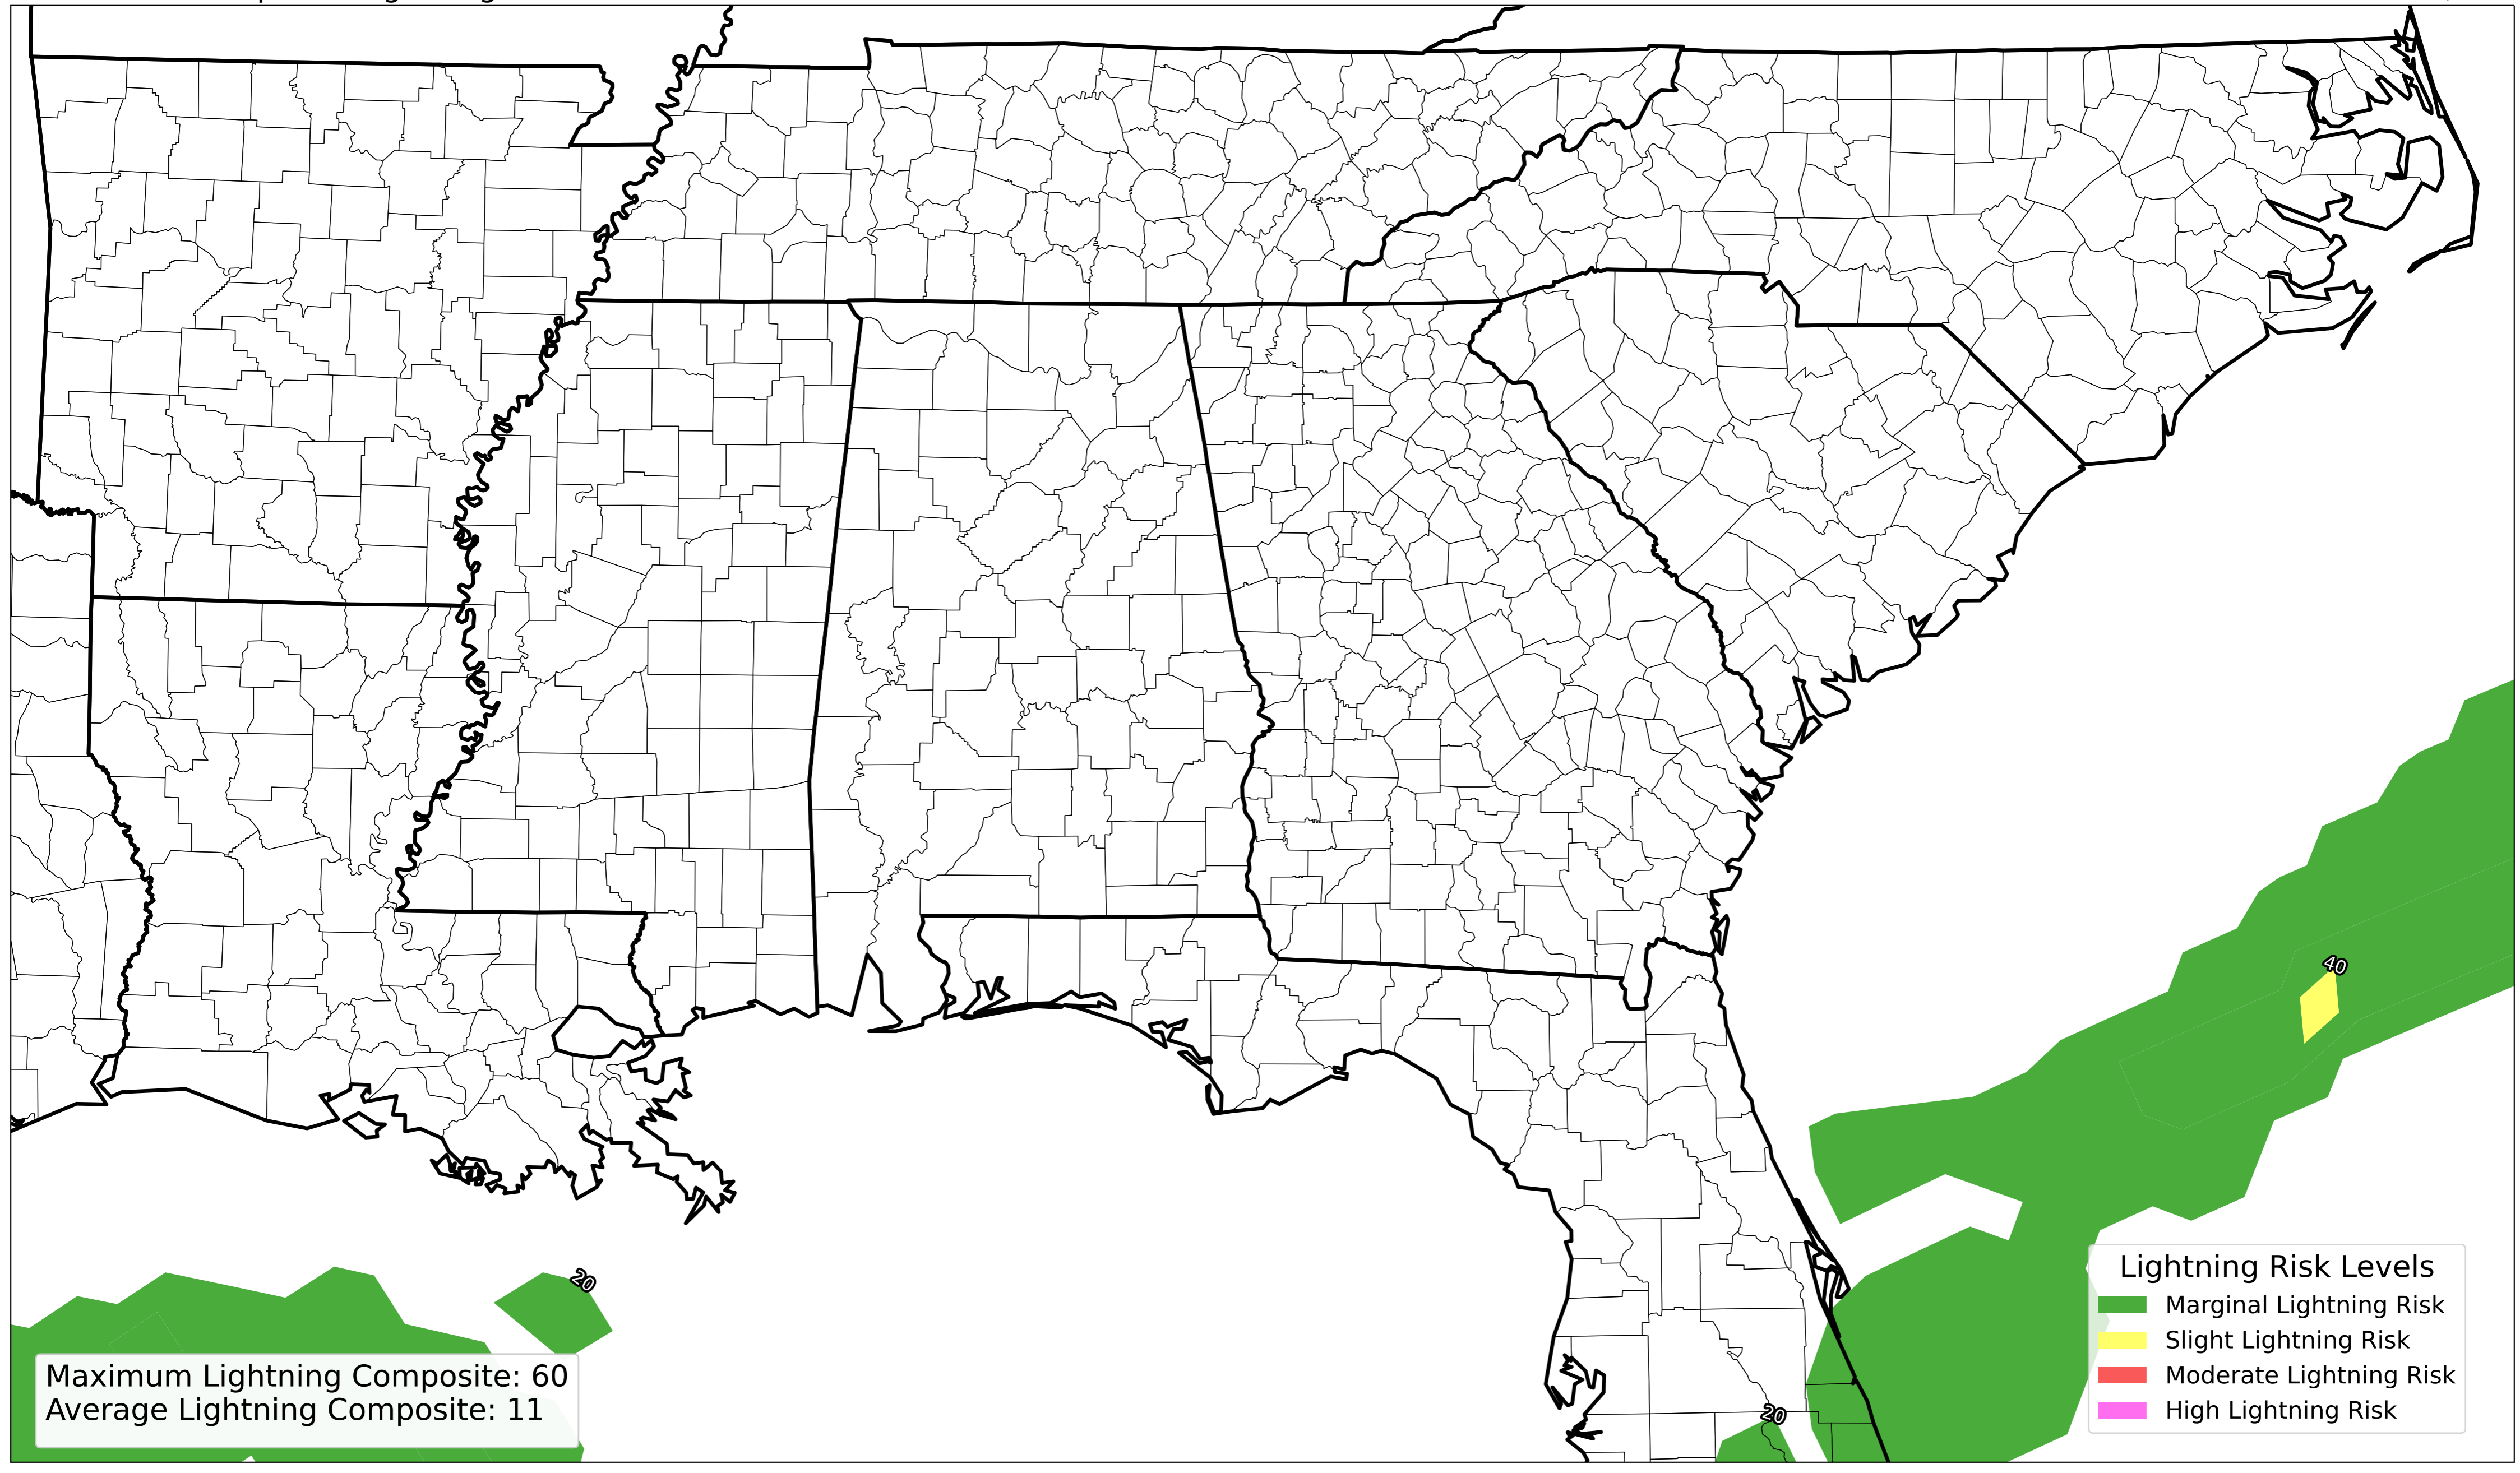 40
20
Lightning Risk Levels
Marginal Lightning Risk
Slight Lightning Risk
Moderate Lightning Risk
High Lightning Risk
Maximum Lightning Composite: 60
Average Lightning Composite: 11
20